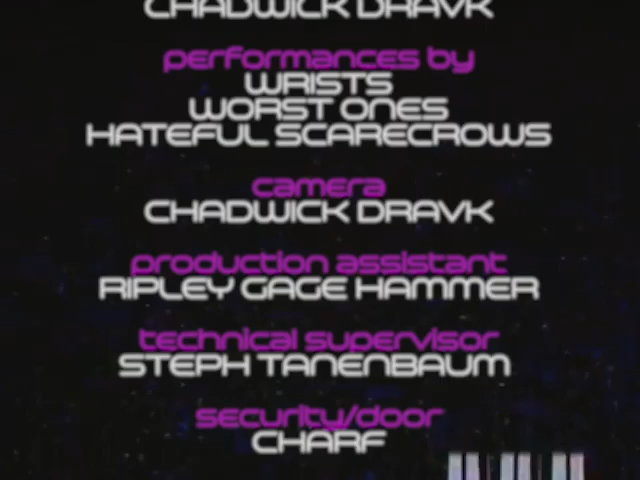 CHADWICK DRAVK
performances by
WRISTS
WORST ONES
HATEFUL SCARECROWS
camera
CHADWICK DRAVK
production assistant
RIPLEY GAGE HAMMER
technical supervisor
STEPH TANENBAUM
security/door
CHARF